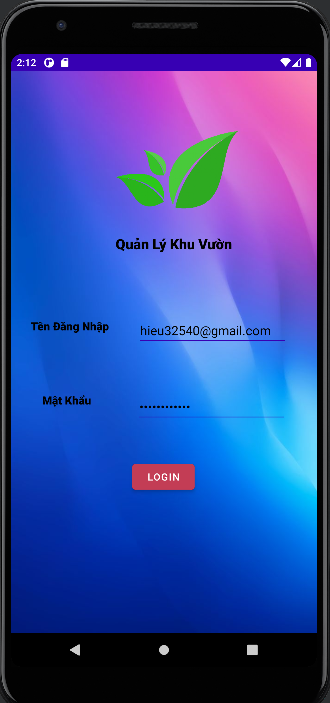 2:12
Quản Lý Khu Vườn
Tên Đăng Nhập
hieu32540@gmail.com
Mật Khẩu
••••••••••••
LOGIN